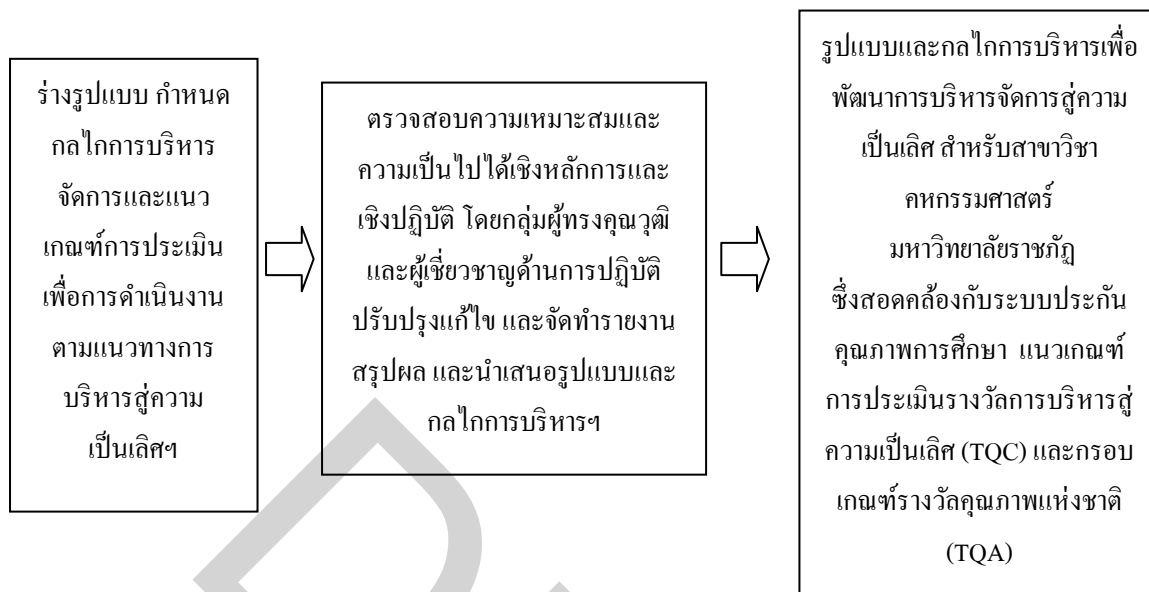 ร่างรูปแบบ กำหนด
กลไกการบริหาร
จัดการและแนว
เกณฑ์การประเมิน
เพื่อการดำเนินงาน
ตามแนวทางการ
บริหารสู่ความ
เป็นเลิศฯ
ตรวจสอบความเหมาะสมและ
ความเป็นไปได้เชิงหลักการและ
เชิงปฏิบัติ โดยกลุ่มผู้ทรงคุณวุฒิ
และผู้เชี่ยวชาญด้านการปฏิบัติ
ปรับปรุงแก้ไข และจัดทำรายงาน
สรุปผล และนำเสนอรูปแบบและ
กลไกการบริหารฯ
รูปแบบและกลไกการบริหารเพื่อ
พัฒนาการบริหารจัดการสู่ความ
เป็นเลิศ สำหรับสาขาวิชา
คหกรรมศาสตร์
มหาวิทยาลัยราชภัฏ
ซึ่งสอดคล้องกับระบบประกัน
คุณภาพการศึกษา แนวเกณฑ์
การประเมินรางวัลการบริหารสู่
ความเป็นเลิศ (TQC) และกรอบ
เกณฑ์รางวัลคุณภาพแห่งชาติ
(TQA)